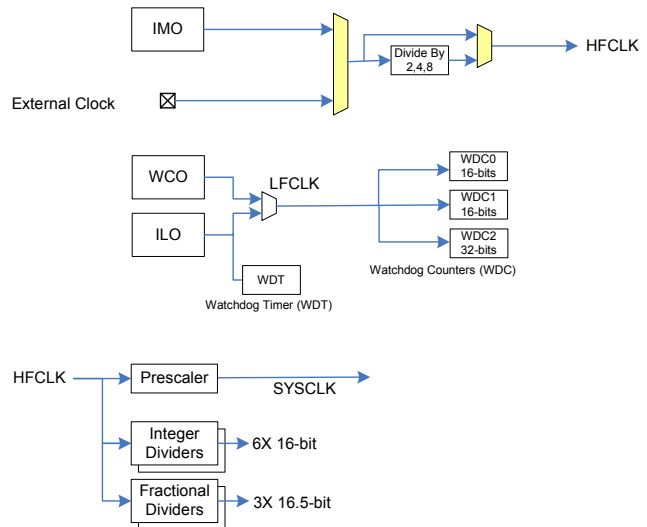 IMO
Divide By
2,4,8
HFCLK
External Clock
WCO
LFCLK
WDC0
16-bits
WDC1
16-bits
ILO
WDC2
32-bits
WDT
Watchdog Counters (WDC)
Watchdog Timer (WDT)
HFCLK
Prescaler
SYSCLK
Integer
Dividers
6X 16-bit
Fractional
Dividers
3X 16.5-bit